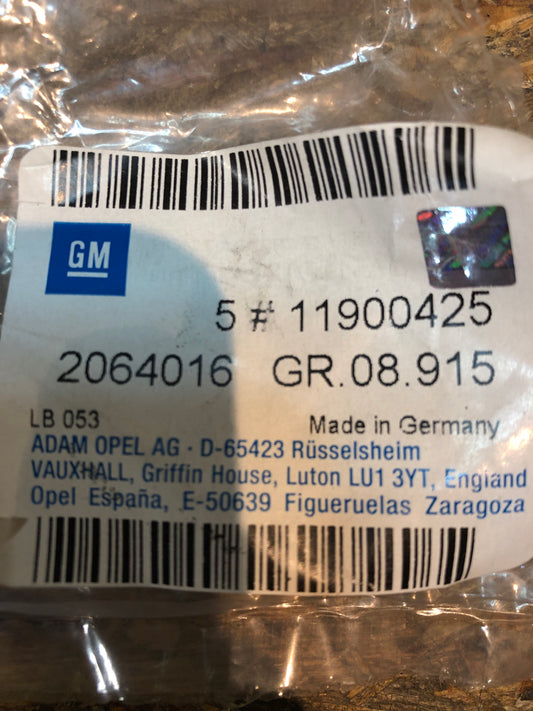 GM
5 # 11900425
2064016 GR.08.915
LB 053 Made in Germany
ADAM OPEL AG · D-65423 Rüsselsheim
VAUXHALL, Griffin House, Luton LU1 3YT, England
Opel España, E-50639 Figueruelas Zaragoza